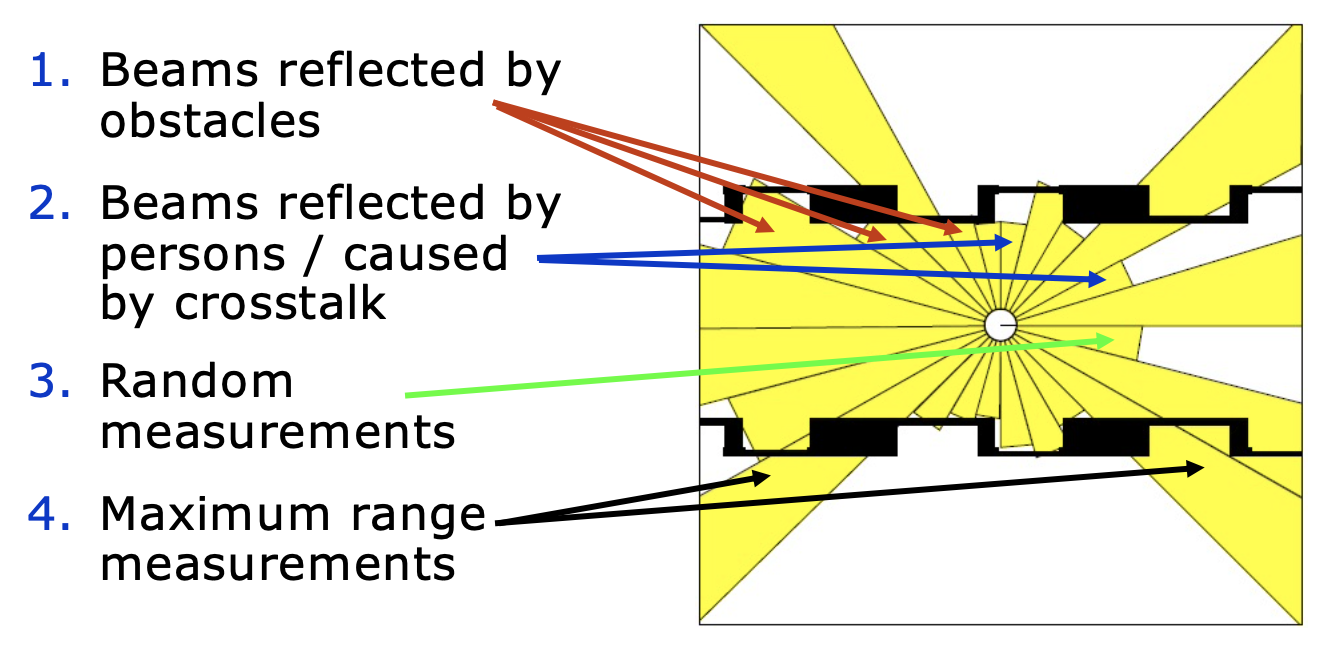 1. Beams reflected by
obstacles
2. Beams reflected by
persons / caused
by crosstalk
3. Random
measurements
4. Maximum range
measurements